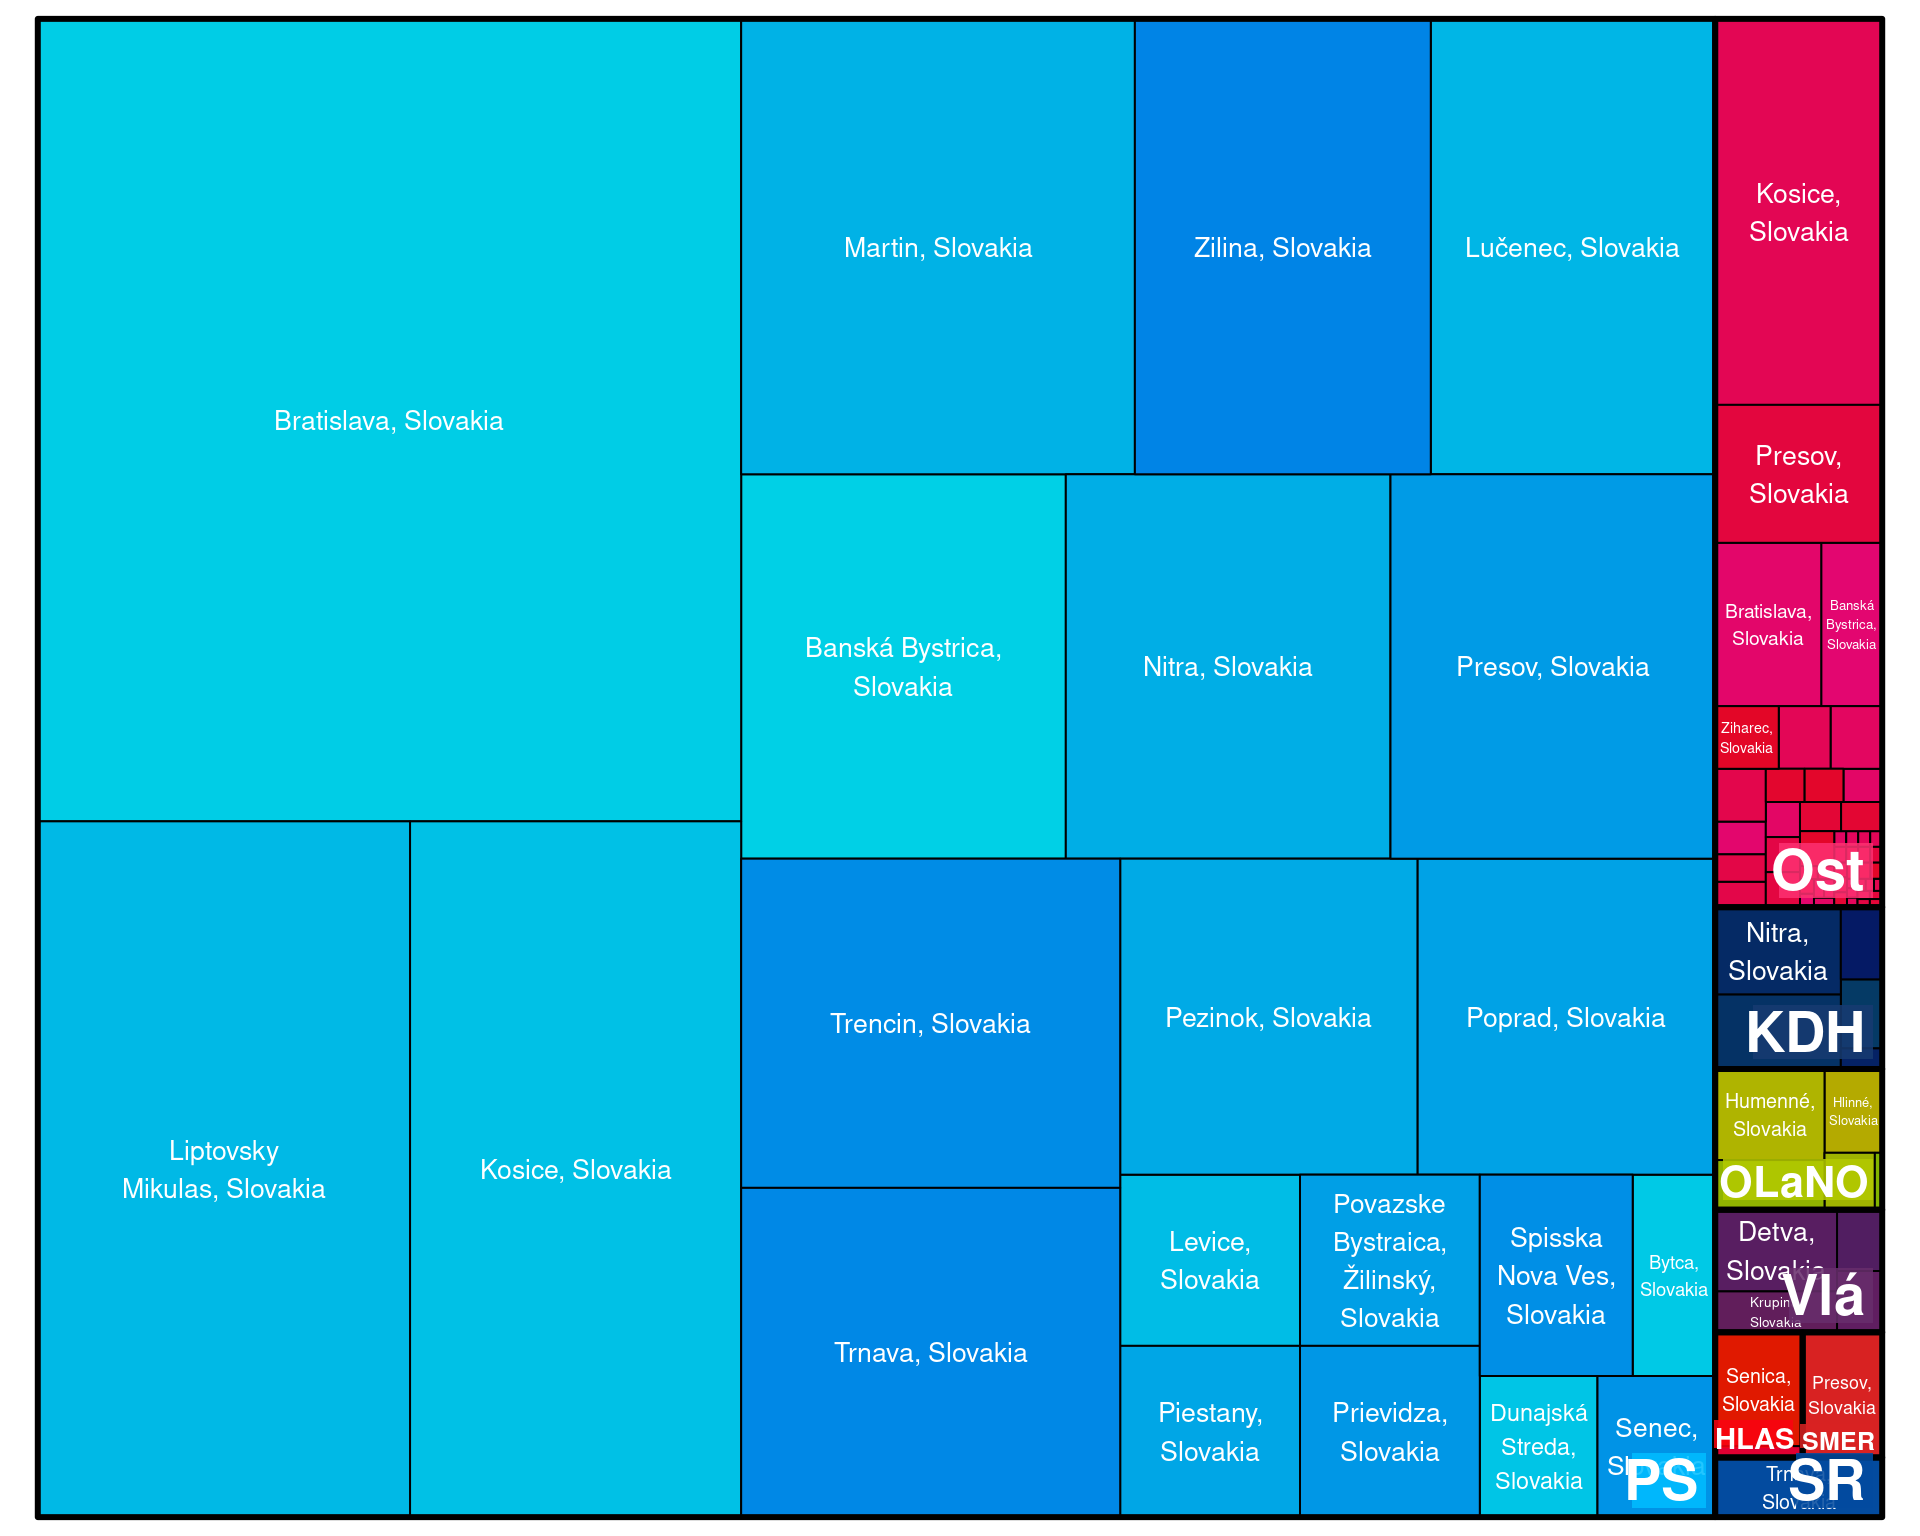 Bratislava, Slovakia
Martin, Slovakia
Zilina, Slovakia
Lučenec, Slovakia
Banská Bystrica,
Slovakia
Nitra, Slovakia
Presov, Slovakia
Liptovsky
Mikulas, Slovakia
Kosice, Slovakia
Trencin, Slovakia
Pezinok, Slovakia
Poprad, Slovakia
Trnava, Slovakia
Levice,
Slovakia
Povazske
Bystraica,
Žilinský,
Slovakia
Spisska
Nova Ves,
Slovakia
Bytca,
Slovakia
Piestany,
Slovakia
Prievidza,
Slovakia
Dunajská
Streda,
Slovakia
Senec,
PS
Kosice,
Slovakia
Presov,
Slovakia
Bratislava,
Slovakia
Banská
Bystrica,
Slovakia
Ziharec,
Slovakia
Ost
Nitra,
Slovakia
KDH
Humenné,
Slovakia
Hlinné,
Slovakia
OLaNO
Detva,
Slovakia
Vlá
Slovakia
Senica,
Slovakia
HLAS
Presov,
Slovakia
SMER
Slovakia
SR